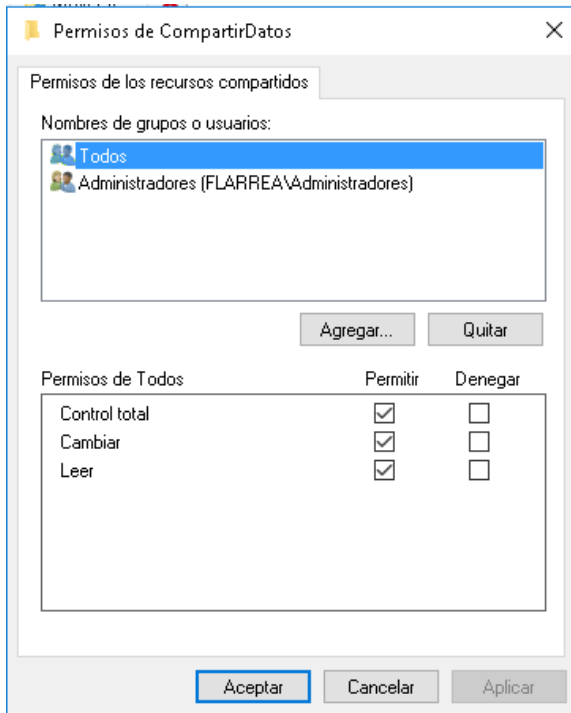 Permisos de CompartirDatos
Permisos de los recursos compartidos
Nombres de grupos o usuarios:
Todos
Administradores (FLARREA\Administradores)
Agregar... Quitar
Permisos de Todos Permitir Denegar
Control total
Cambiar
Leer
Aceptar Cancelar Aplicar